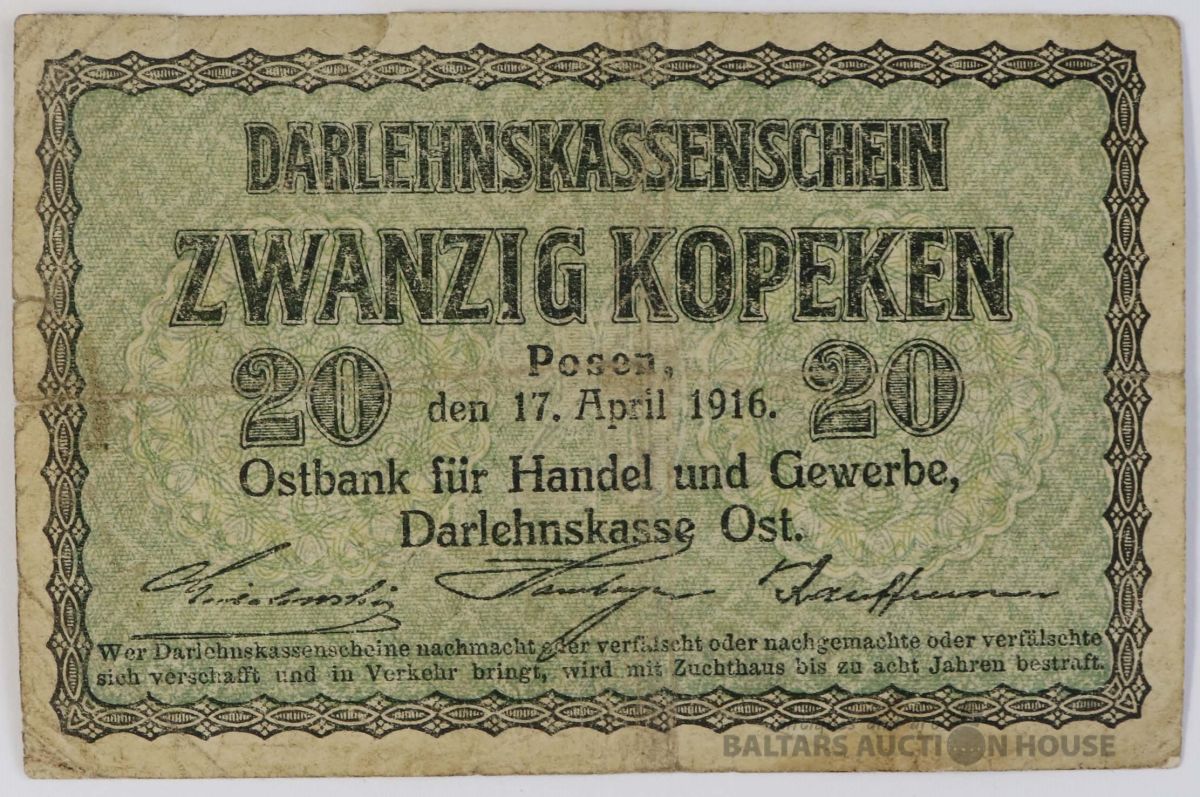 DARLEHNSKASSENSCHEIN
ZWANZIG KOPEKEN
20 Posen, 20
den 17. April 1916.
Ostbank für Handel und Gewerbe,
Darlehnskasse Ost.
Kauffmann
Wer Darlehnskassenscheine nachmacht oder verfälscht oder nachgemachte oder verfälschte
sich verschafft und in Verkehr bringt, wird mit Zuchthaus bis zu acht Jahren bestraft.
BALTARS AUCTION HOUSE